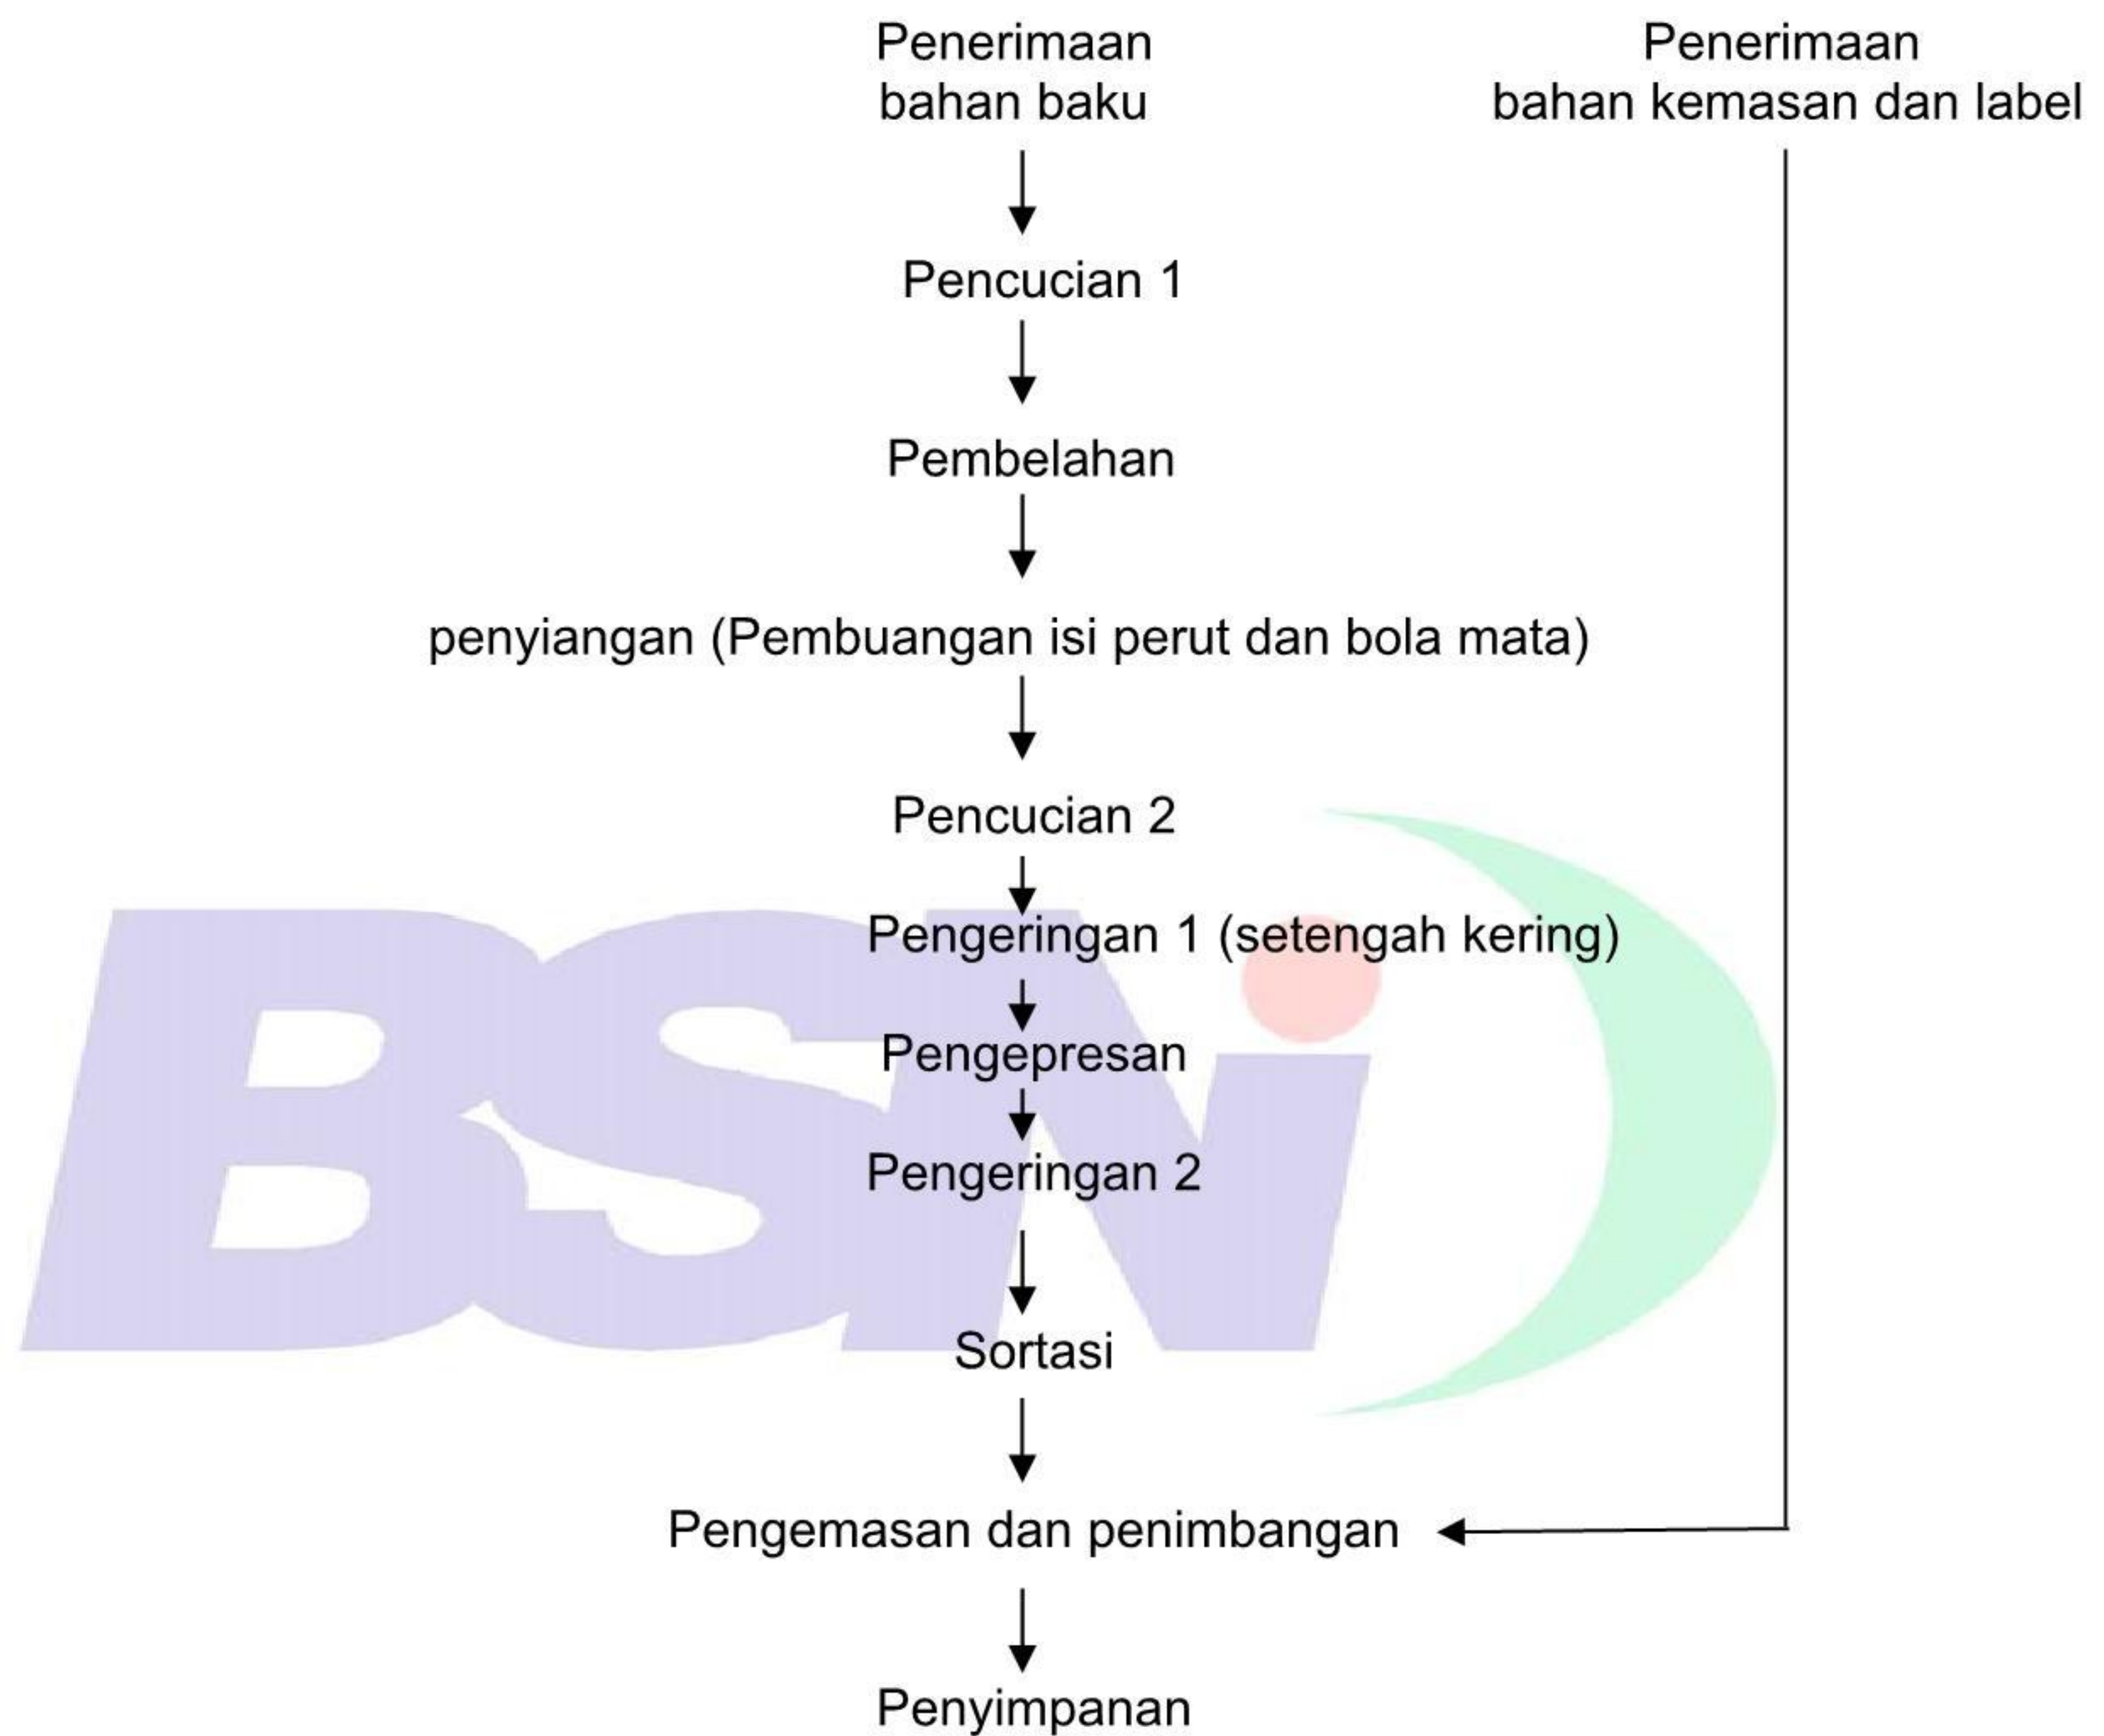 Penerimaan
bahan baku
Penerimaan
bahan kemasan dan label
Pencucian 1
Pembelahan
penyiangan (Pembuangan isi perut dan bola mata)
Pencucian 2
Pengeringan 1 (setengah kering)
Pengepresan
Pengeringan 2
Sortasi
Pengemasan dan penimbangan
Penyimpanan
BSNi